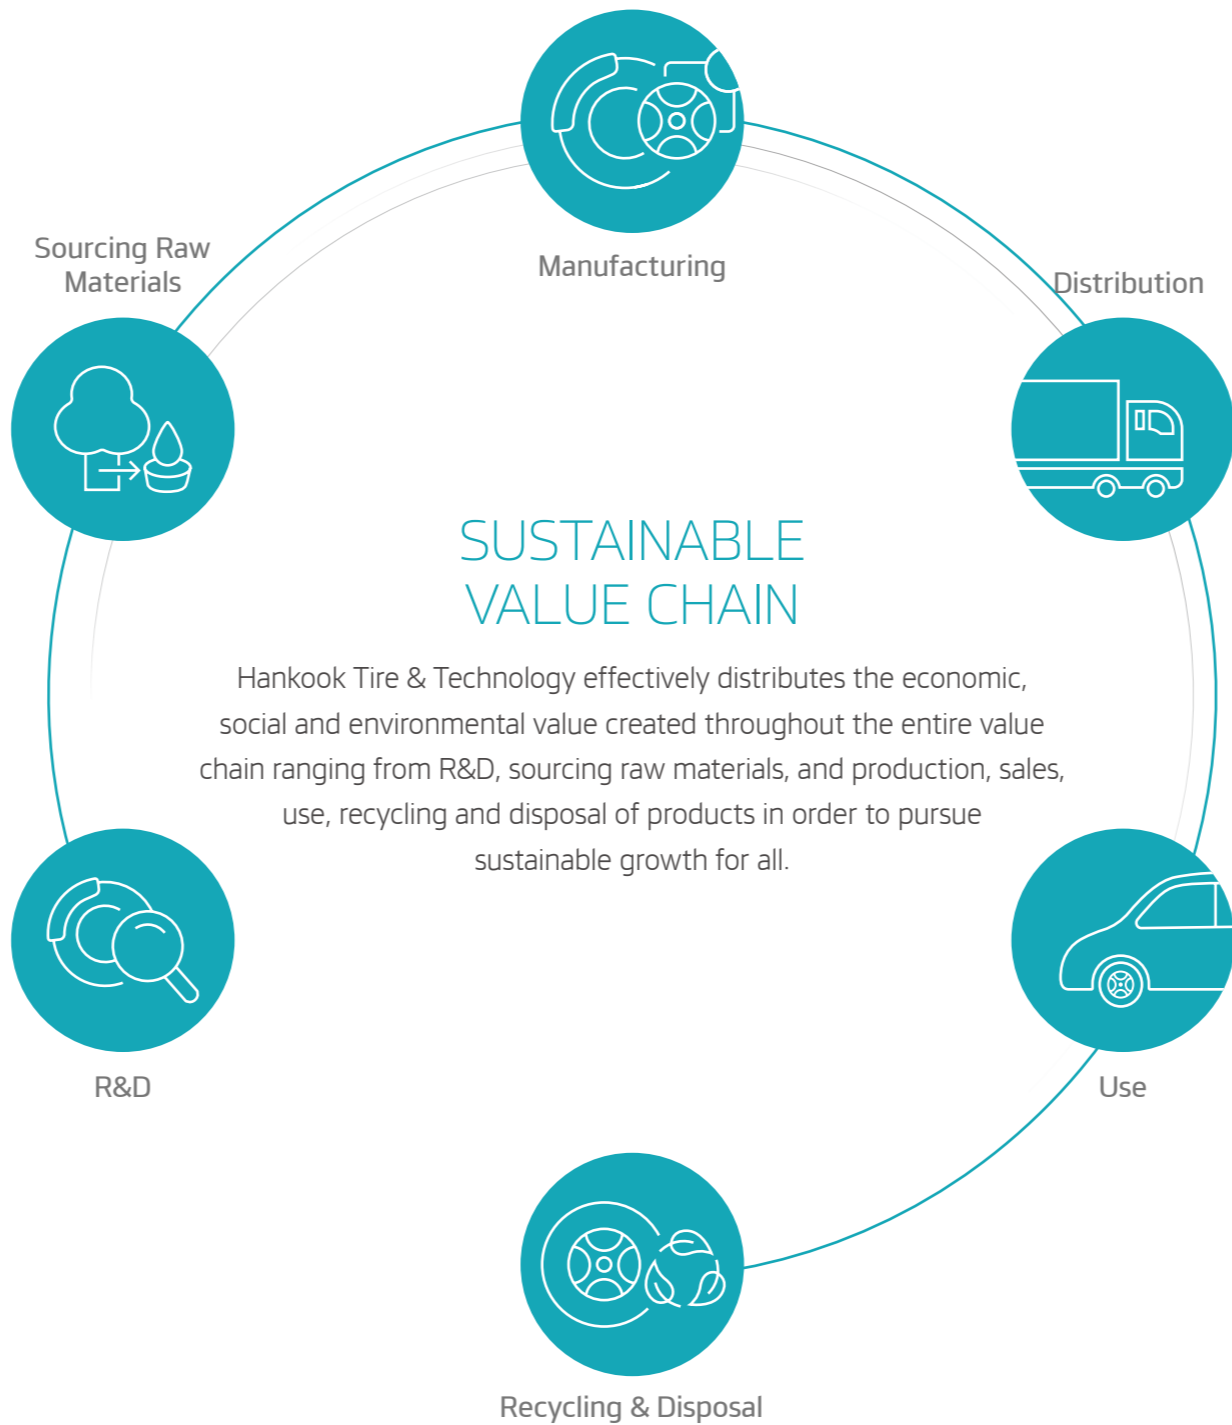 Manufacturing
Sourcing Raw
Materials
Distribution
SUSTAINABLE
VALUE CHAIN
Hankook Tire & Technology effectively distributes the economic,
social and environmental value created throughout the entire value
chain ranging from R&D, sourcing raw materials, and production, sales,
use, recycling and disposal of products in order to pursue
sustainable growth for all.
R&D
Use
Recycling & Disposal